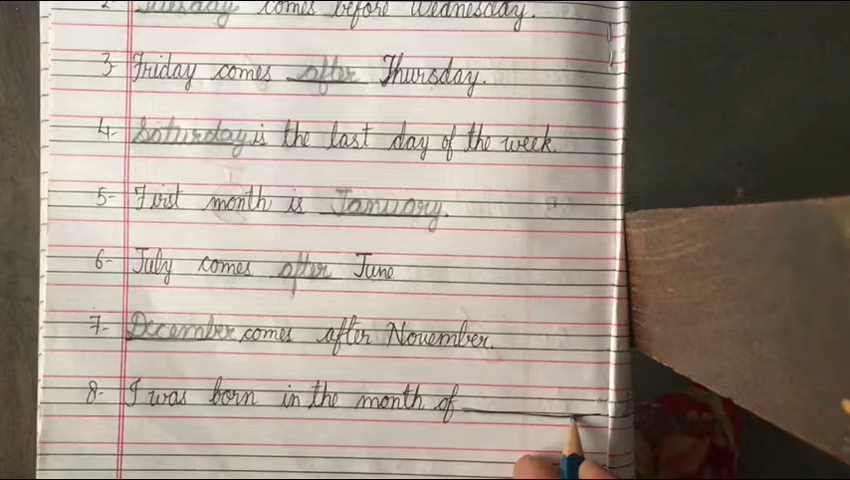 2- Tuesday comes before Wednesday.
3- Friday comes after Thursday.
4- Saturday is the last day of the week.
5- First month is January.
6- July comes after June
7- December comes after November.
8- I was born in the month of